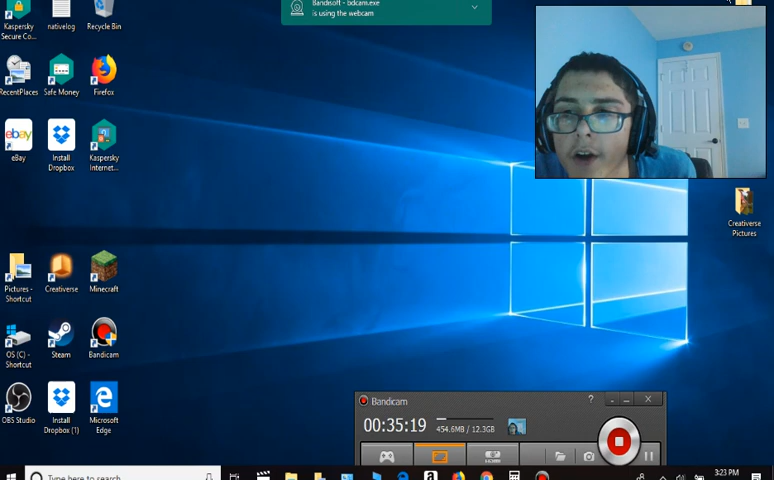 Bandisoft - bdcam.exe
is using the webcam
Kaspersky
Secure Co...
nativelog
Recycle Bin
RecentPlaces
Safe Money
Firefox
ebay
eBay
Install
Dropbox
Kaspersky
Internet...
Creativerse
Pictures
Pictures -
Shortcut
Creativerse
Minecraft
OS (C) -
Shortcut
Steam
Bandicam
OBS Studio
Install
Dropbox (1)
Microsoft
Edge
Bandicam
?
00:35:19
454.6MB / 12.3GB
Type here to search
a
3:23 PM